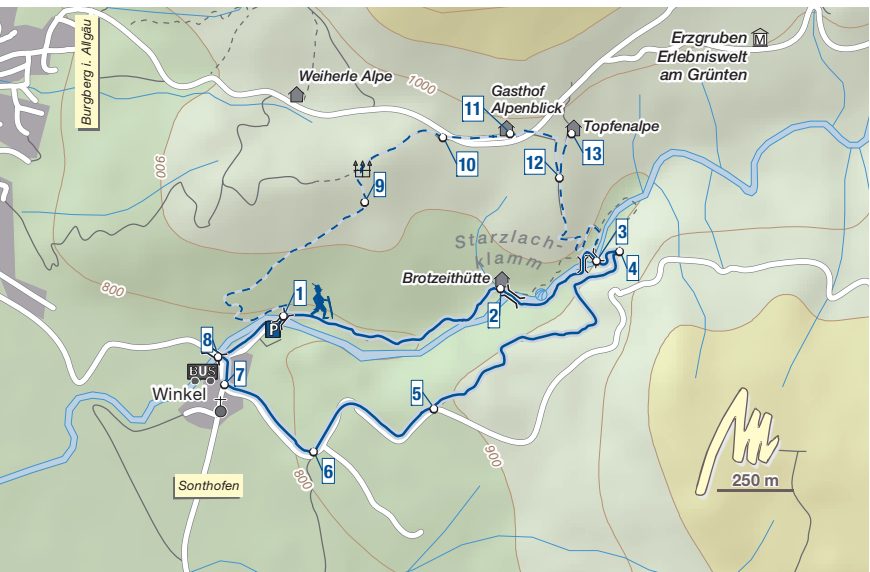 Burgberg i. Allgäu
Weiherle Alpe
1000
Erzgruben
Erlebniswelt
am Grünten
M
Gasthof
Alpenblick
11
Topfenalpe
10
12
13
900
9
Starzlach-
klamm
3
4
Brotzeithütte
2
800
1
P
8
BUS
7
Winkel
5
6
800
900
Sonthofen
250 m